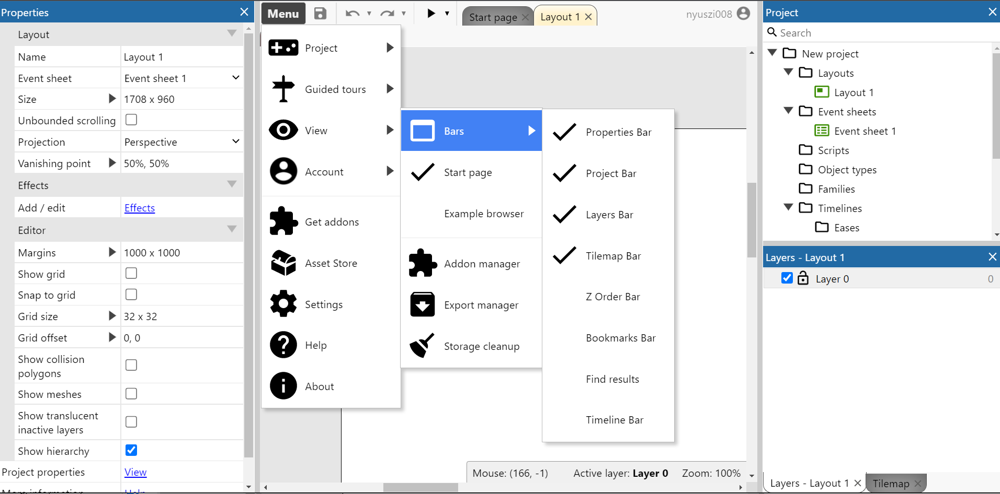 Properties
Layout
Name Layout 1
Event sheet Event sheet 1
Size 1708 x 960
Unbounded scrolling
Projection Perspective
Vanishing point 50%, 50%
Effects
Add / edit Effects
Editor
Margins 1000 x 1000
Show grid
Snap to grid
Grid size 32 x 32
Grid offset 0, 0
Show collision
polygons
Show meshes
Show translucent
inactive layers
Show hierarchy
Project properties View
More information Help
Menu
Start page
Layout 1
nyuszi008
Project
Guided tours
View
Account
Get addons
Asset Store
Settings
Help
About
Bars
Start page
Example browser
Addon manager
Export manager
Storage cleanup
Properties Bar
Project Bar
Layers Bar
Tilemap Bar
Z Order Bar
Bookmarks Bar
Find results
Timeline Bar
Mouse: (166, -1) Active layer: Layer 0 Zoom: 100%
Project
Search
New project
Layouts
Layout 1
Event sheets
Event sheet 1
Scripts
Object types
Families
Timelines
Eases
Layers - Layout 1
Layer 0 0
Layers - Layout 1 Tilemap